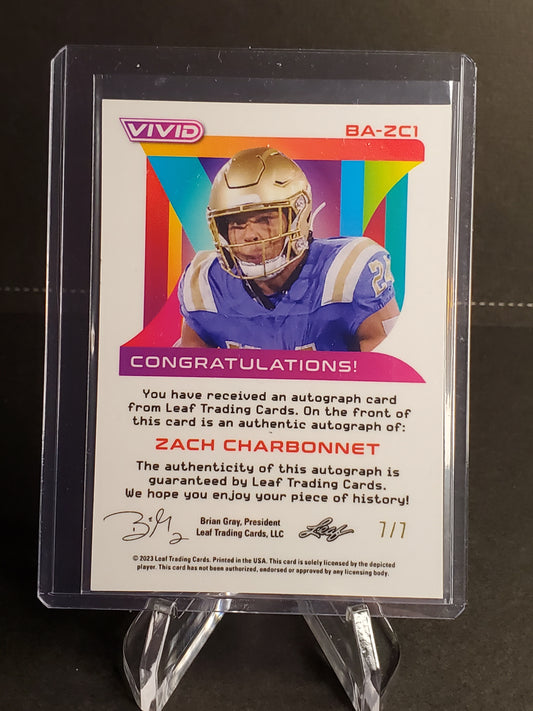 VIVID
BA-ZC1
CONGRATULATIONS!
You have received an autograph card
from Leaf Trading Cards. On the front of
this card is an authentic autograph of:
ZACH CHARBONNET
The authenticity of this autograph is
guaranteed by Leaf Trading Cards.
We hope you enjoy your piece of history!
Brian Gray, President
Leaf Trading Cards, LLC
Leaf
7/7
© 2023 Leaf Trading Cards. Printed in the USA. This card is solely licensed by the depicted
player. This card has not been authorized, endorsed or approved by any licensing body.